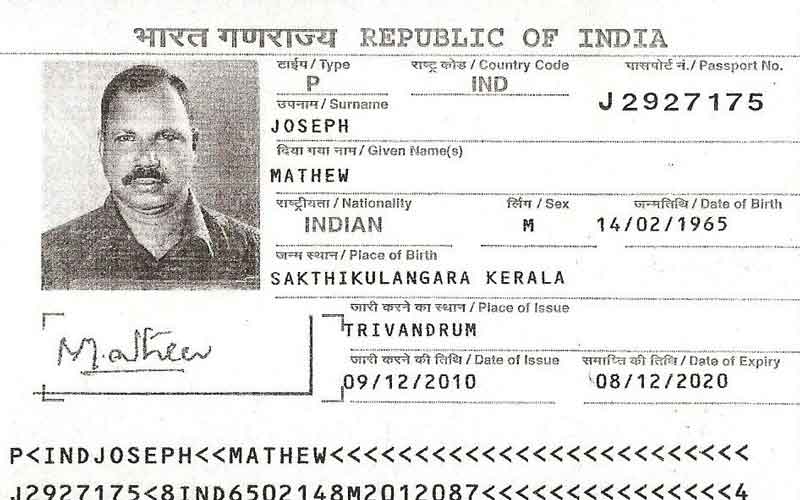 भारत गणराज्य REPUBLIC OF INDIA
टाईप / Type राष्ट्र कोड / Country Code पासपोर्ट नं. / Passport No.
P IND J2927175
उपनाम / Surname
JOSEPH
दिया गया नाम / Given Name(s)
MATHEW
राष्ट्रीयता / Nationality लिंग / Sex जन्मतिथि / Date of Birth
INDIAN M 14/02/1965
जन्म स्थान / Place of Birth
SAKTHIKULANGARA KERALA
जारी करने का स्थान / Place of Issue
TRIVANDRUM
Mathew
जारी करने की तिथि / Date of Issue समाप्ति की तिथि / Date of Expiry
09/12/2010 08/12/2020
P<INDJOSEPH<<MATHEW<<<<<<<<<<<<<<<<<<<<<<<<<
J2927175<8IND6502148M2012087<<<<<<<<<<<<<<<4